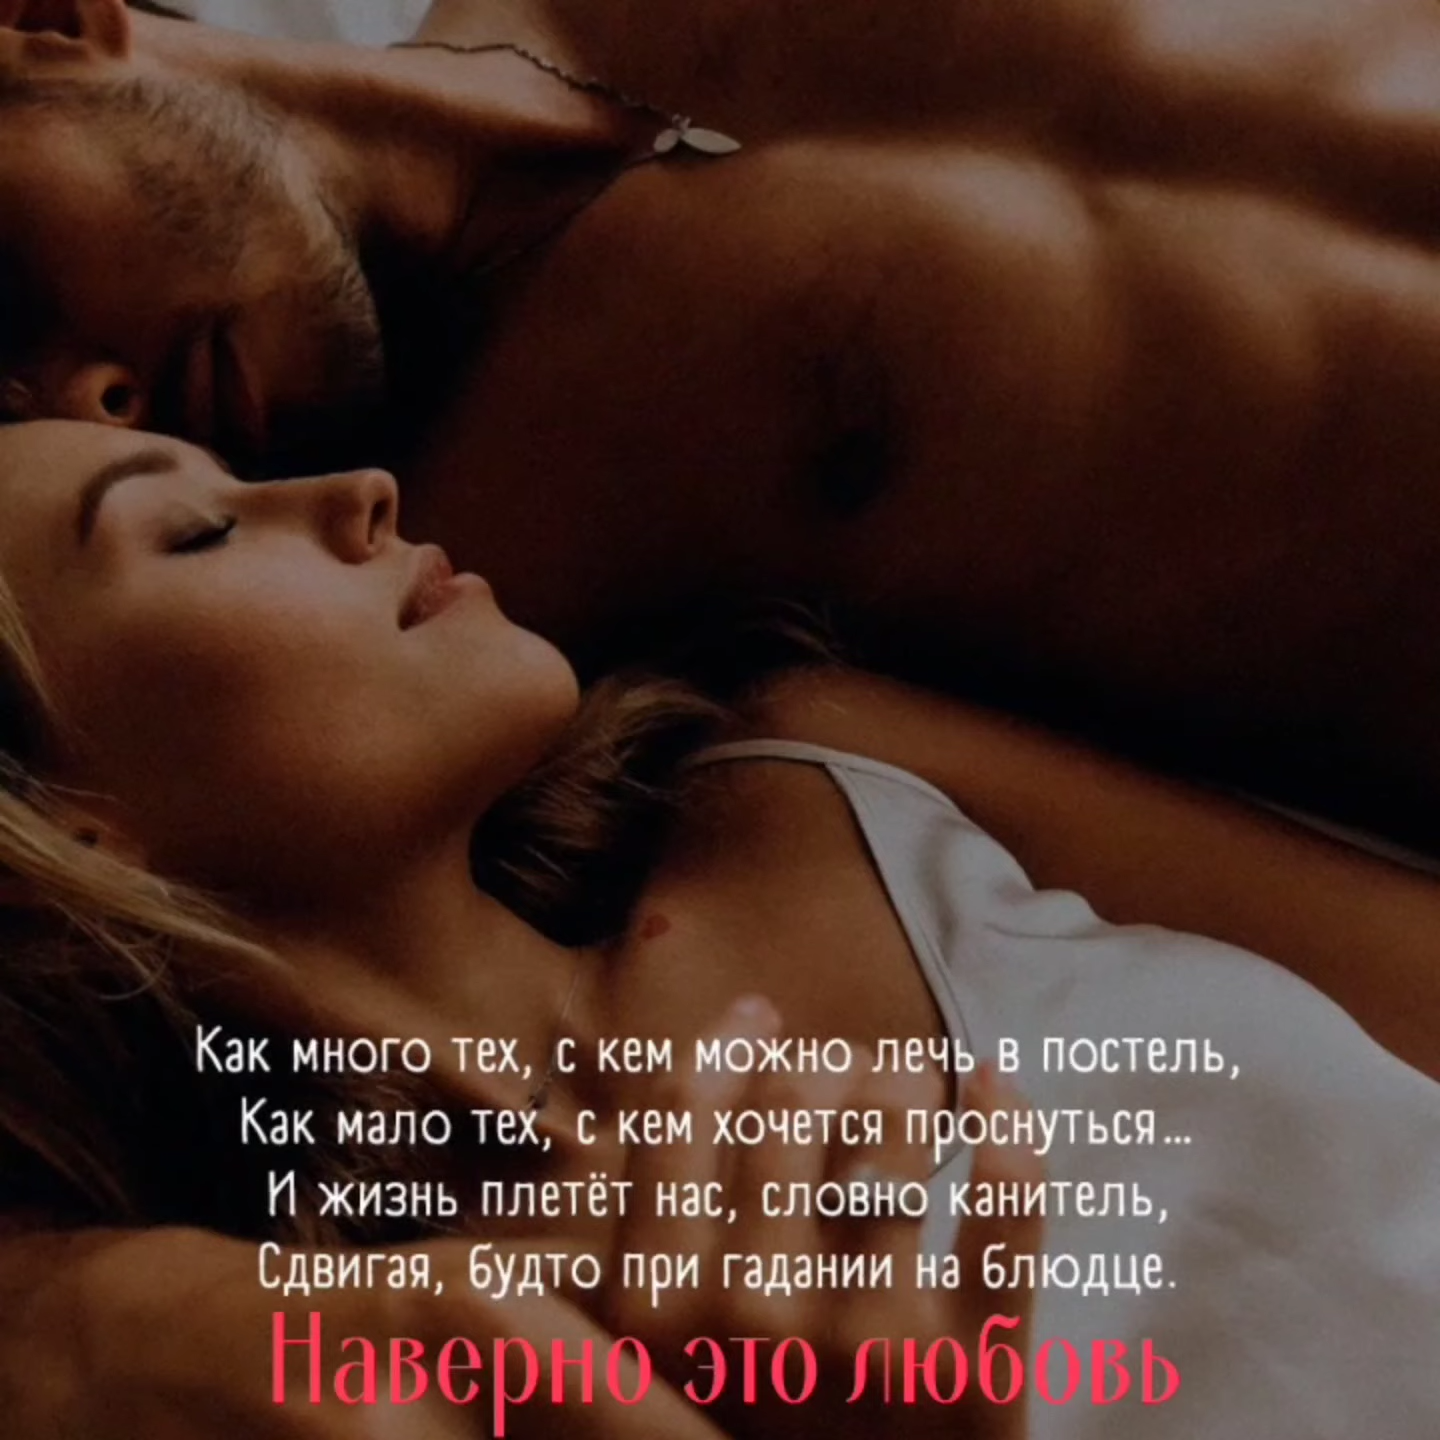 Как много тех, с кем можно лечь в постель,
Как мало тех, с кем хочется проснуться...
И жизнь плетёт нас, словно канитель,
Сдвигая, будто при гадании на блюдце.
Наверно это любовь